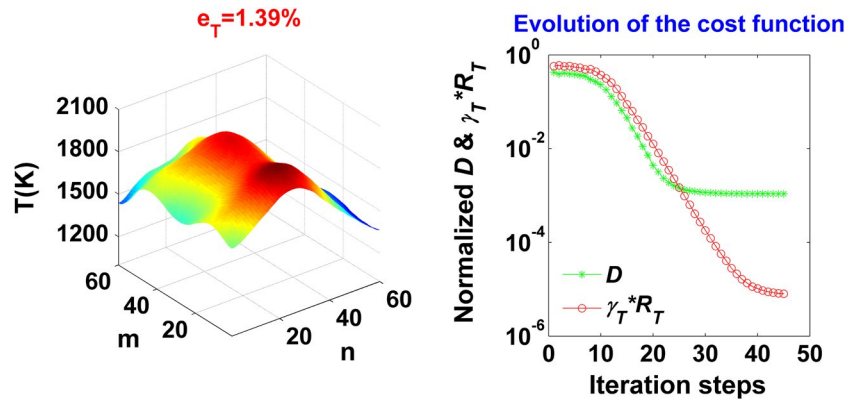 e_T=1.39%
Evolution of the cost function
T(K)
2100
1800
1500
1200
60
40
20
m
20
40
60
n
Normalized D & γ_T*R_T
10^0
10^-2
10^-4
10^-6
D
γ_T*R_T
0
10
20
30
40
50
Iteration steps